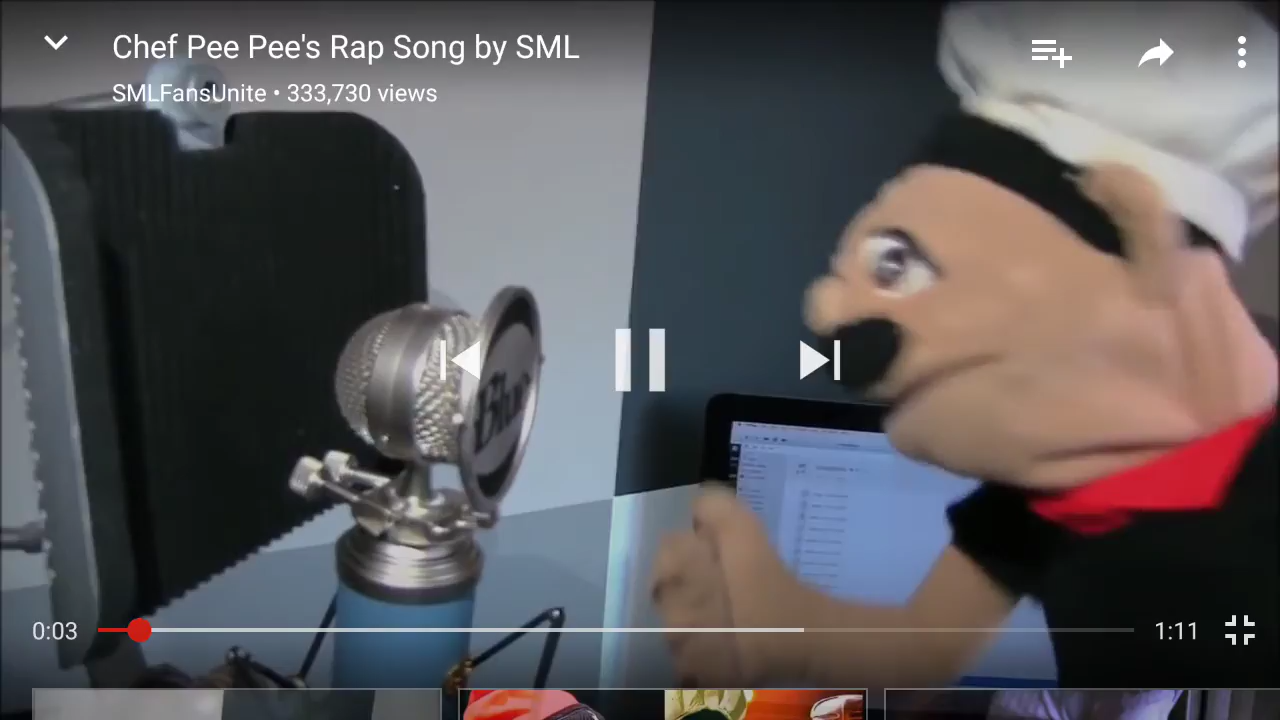 Chef Pee Pee's Rap Song by SML
SMLFansUnite • 333,730 views
Blue
0:03
1:11